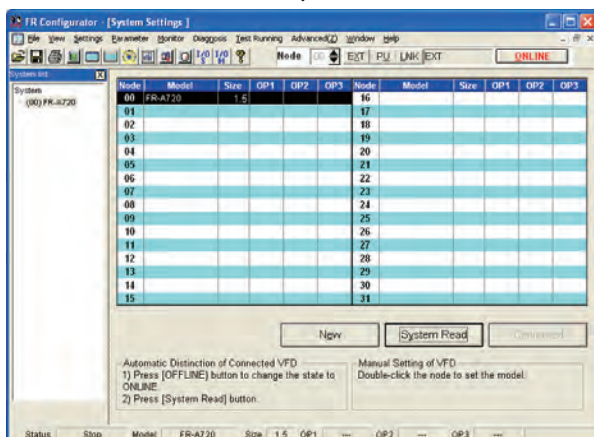 FR Configurator - [System Settings ]
File View Settings Parameter Monitor Diagnosis Test Running Advanced(Z) Window Help
I/O S I/O H ? Node 00 EXT PU LNK EXT ONLINE
System list
System
(00) FR-A720
Node Model Size OP1 OP2 OP3 Node Model Size OP1 OP2 OP3
00 FR-A720 1.5 16
01 17
02 18
03 19
04 20
05 21
06 22
07 23
08 24
09 25
10 26
11 27
12 28
13 29
14 30
15 31
New System Read
Automatic Distinction of Connected VFD
1) Press [OFFLINE) button to change the state to
ONLINE
2) Press [System Read] button.
Manual Setting of VFD
Double-click the node to set the model.
Status Stop Model FR-A720 Size 1.5 OP1 --- OP2 --- OP3 ---